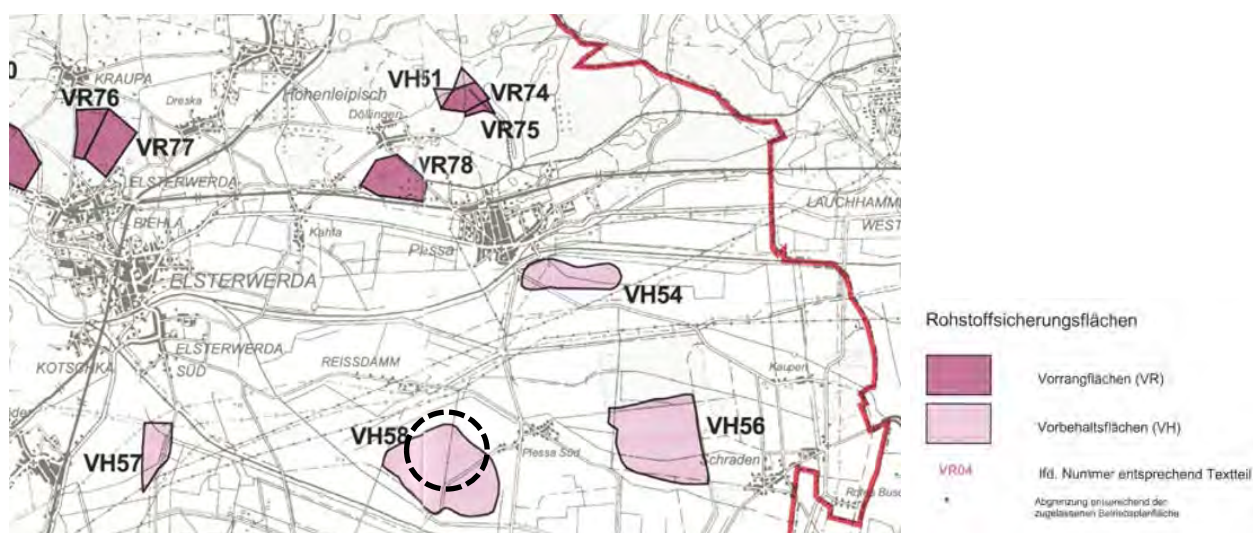 0
KRAUPA
VR76
Dreska
VR77
Hohenleipisch
Döllingen
VH51
VR74
VR75
VR78
ELSTERWERDA
BIEHLA
Kahla
Plessa
LAUCHHAMME
WEST
ELSTERWERDA
VH54
ELSTERWERDA
SÜD
KOTSCHKA
REISSDAMM
Kaupen
VH57
VH58
Plessa Süd
VH56
Schraden
Rohstoffsicherungsflächen
Vorrangflächen (VR)
Vorbehaltsflächen (VH)
VR04
lfd. Nummer entsprechend Textteil
*
Abgrenzung entsprechend der
zugelassenen Betriebsplanfläche